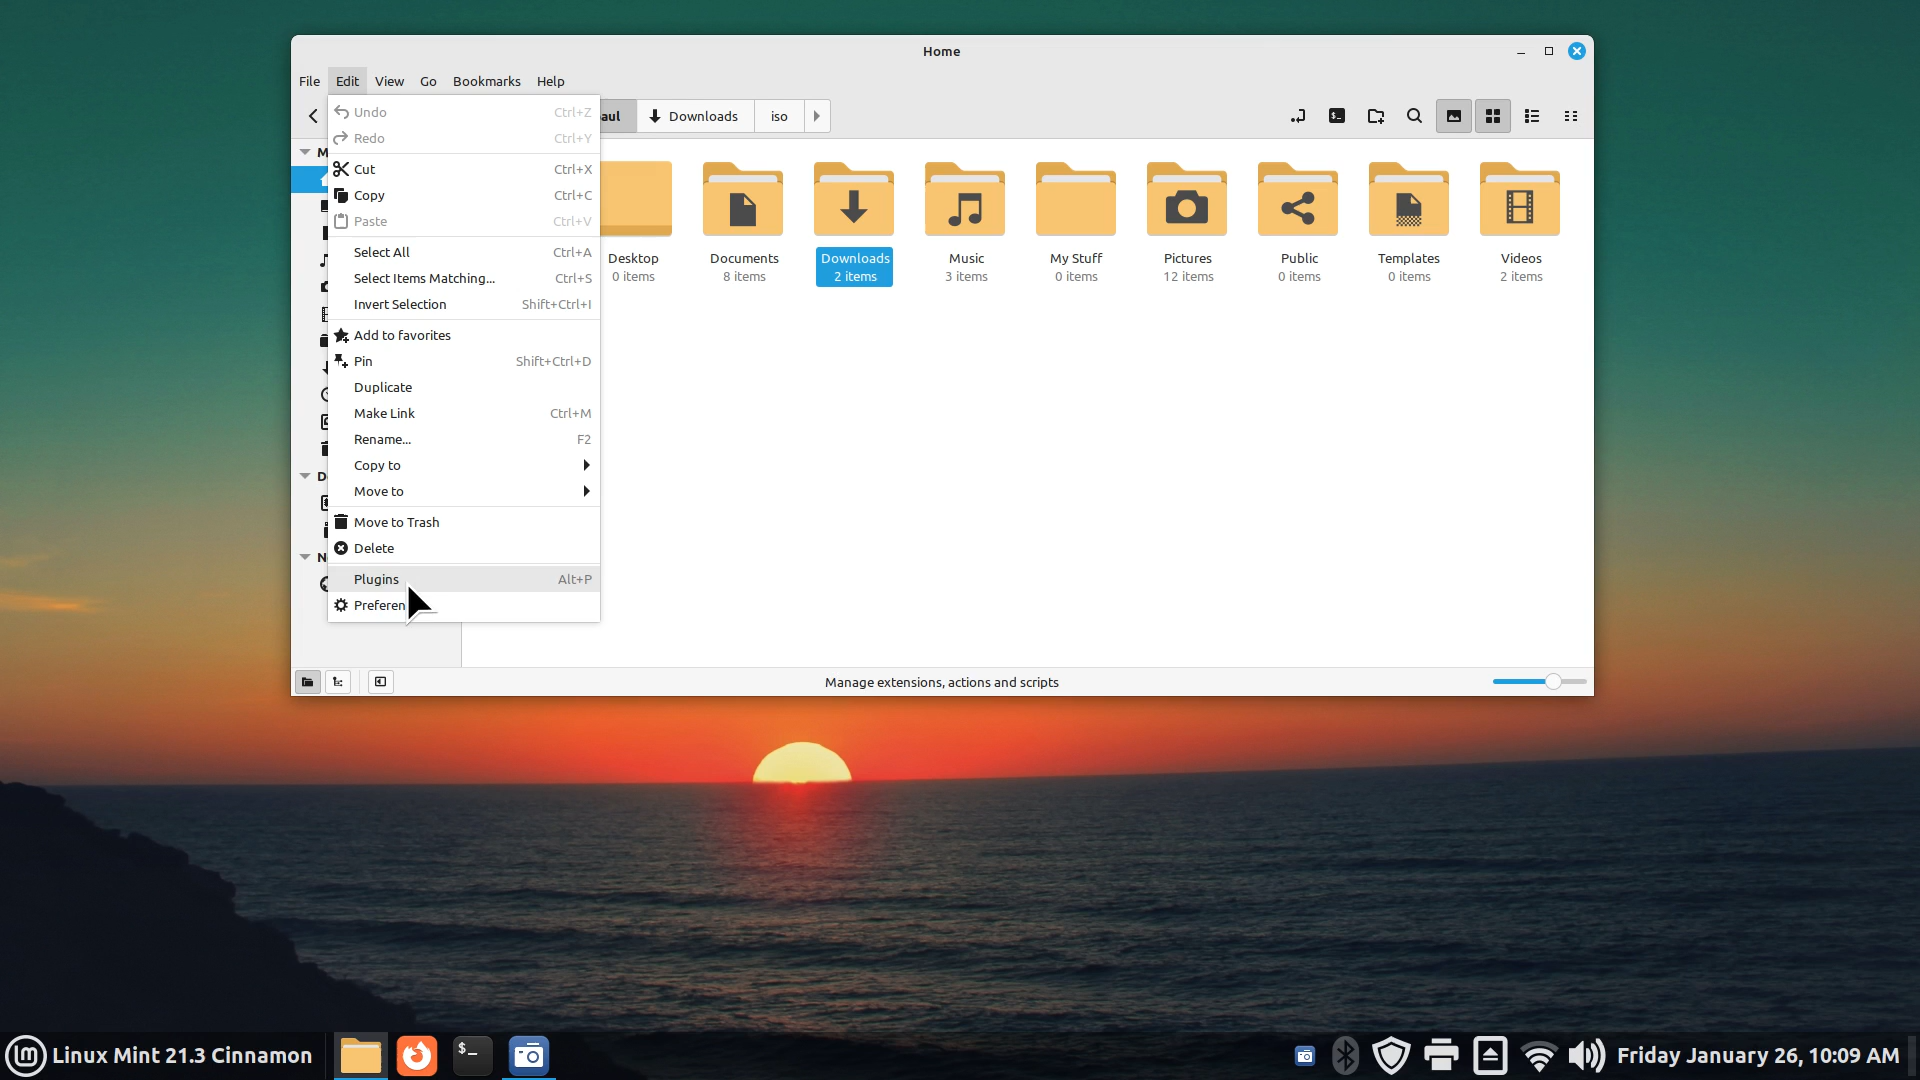 Home
File Edit View Go Bookmarks Help
aul Downloads iso
Undo Ctrl+Z
Redo Ctrl+Y
Cut Ctrl+X
Copy Ctrl+C
Paste Ctrl+V
Select All Ctrl+A
Select Items Matching... Ctrl+S
Invert Selection Shift+Ctrl+I
Add to favorites
Pin Shift+Ctrl+D
Duplicate
Make Link Ctrl+M
Rename... F2
Copy to
Move to
Move to Trash
Delete
Plugins Alt+P
Preferen
M
D
N
Desktop
0 items
Documents
8 items
Downloads
2 items
Music
3 items
My Stuff
0 items
Pictures
12 items
Public
0 items
Templates
0 items
Videos
2 items
Manage extensions, actions and scripts
Linux Mint 21.3 Cinnamon
$_
Friday January 26, 10:09 AM